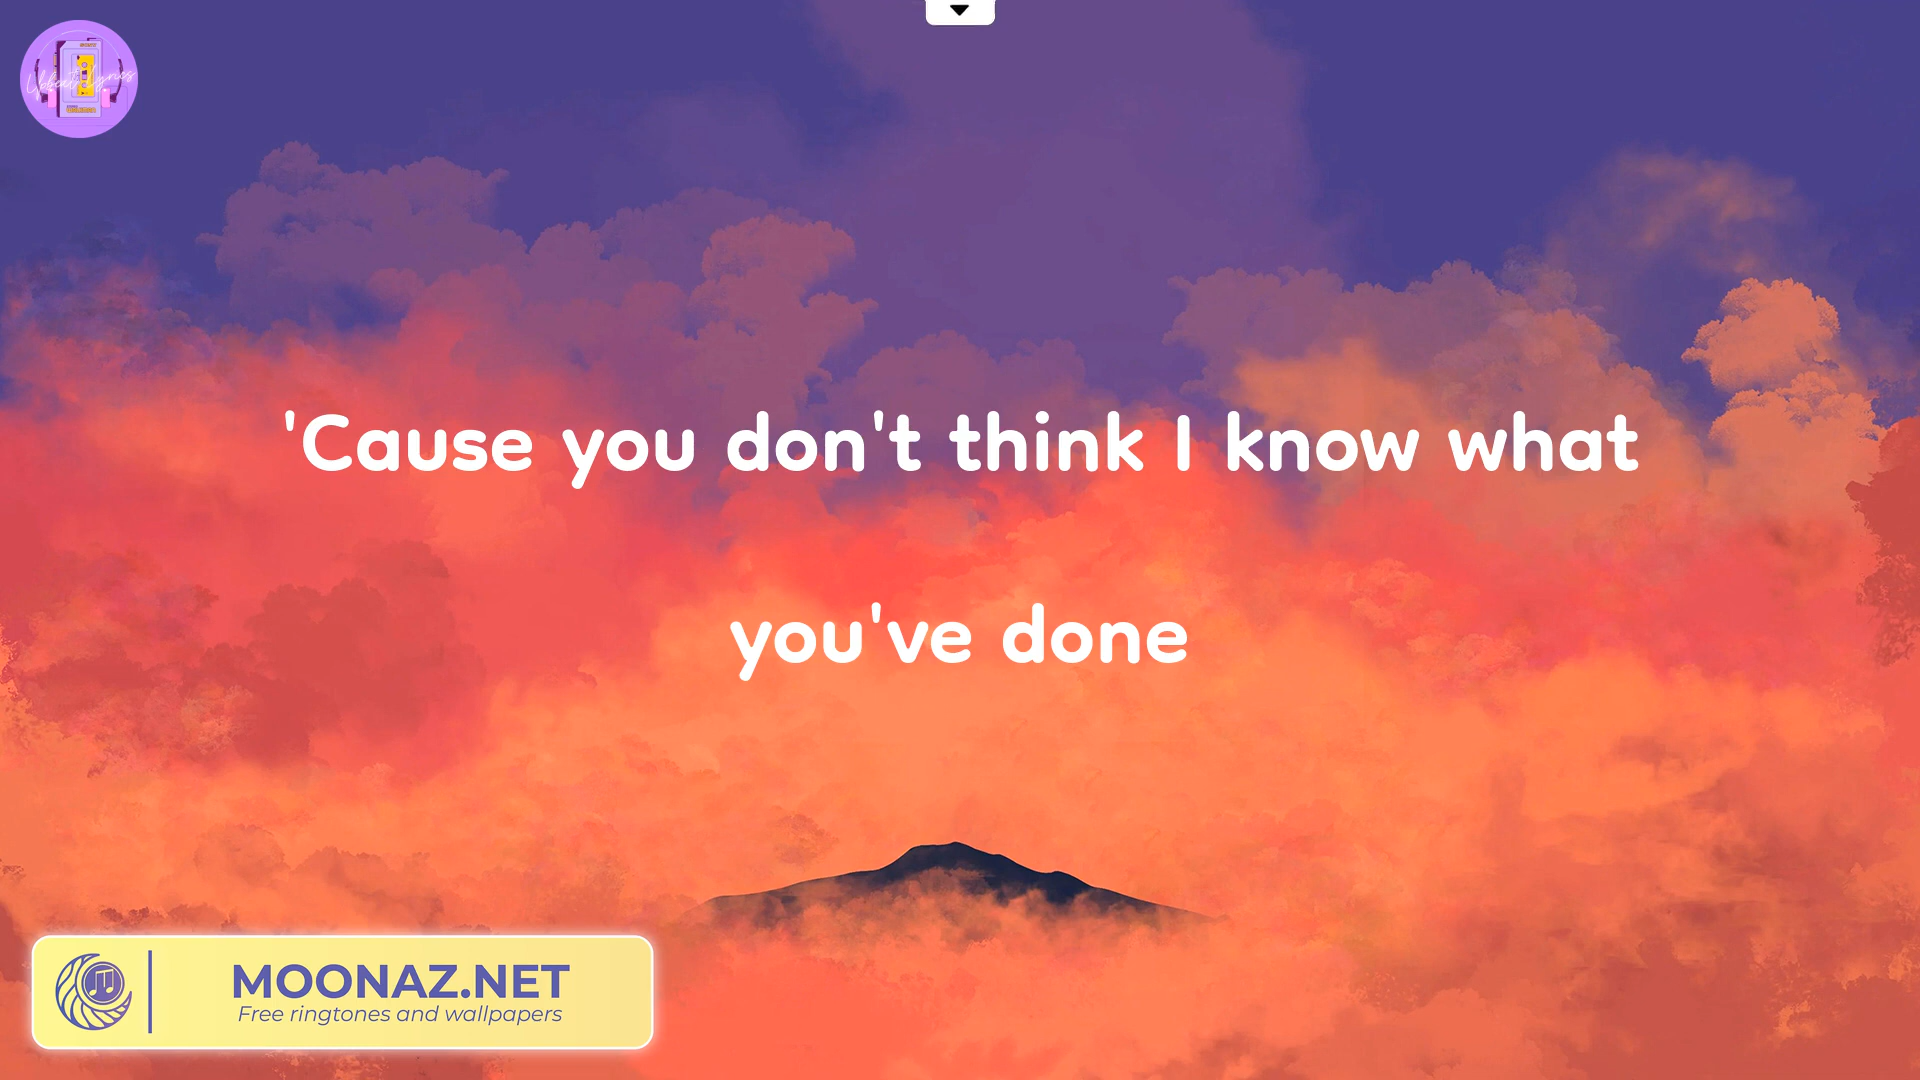 'Cause you don't think I know what
you've done
MOONAZ.NET
Free ringtones and wallpapers